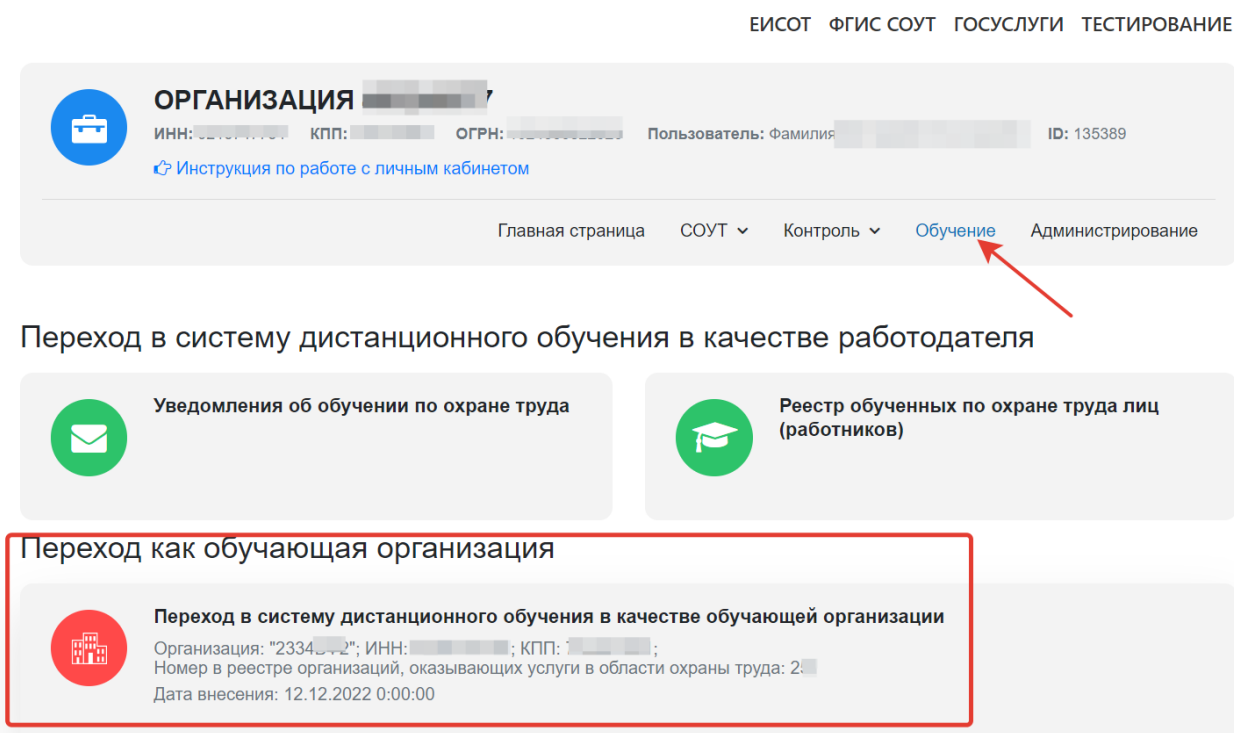 ЕИСОТ ФГИС СОУТ ГОСУСЛУГИ ТЕСТИРОВАНИЕ
ОРГАНИЗАЦИЯ
ИНН: КПП: ОГРН: Пользователь: Фамилия ID: 135389
Инструкция по работе с личным кабинетом
Главная страница СОУТ Контроль Обучение Администрирование
Переход в систему дистанционного обучения в качестве работодателя
Уведомления об обучении по охране труда
Реестр обученных по охране труда лиц
(работников)
Переход как обучающая организация
Переход в систему дистанционного обучения в качестве обучающей организации
Организация: ИНН: ; КПП: ;
Номер в реестре организаций, оказывающих услуги в области охраны труда:
Дата внесения: 12.12.2022 0:00:00